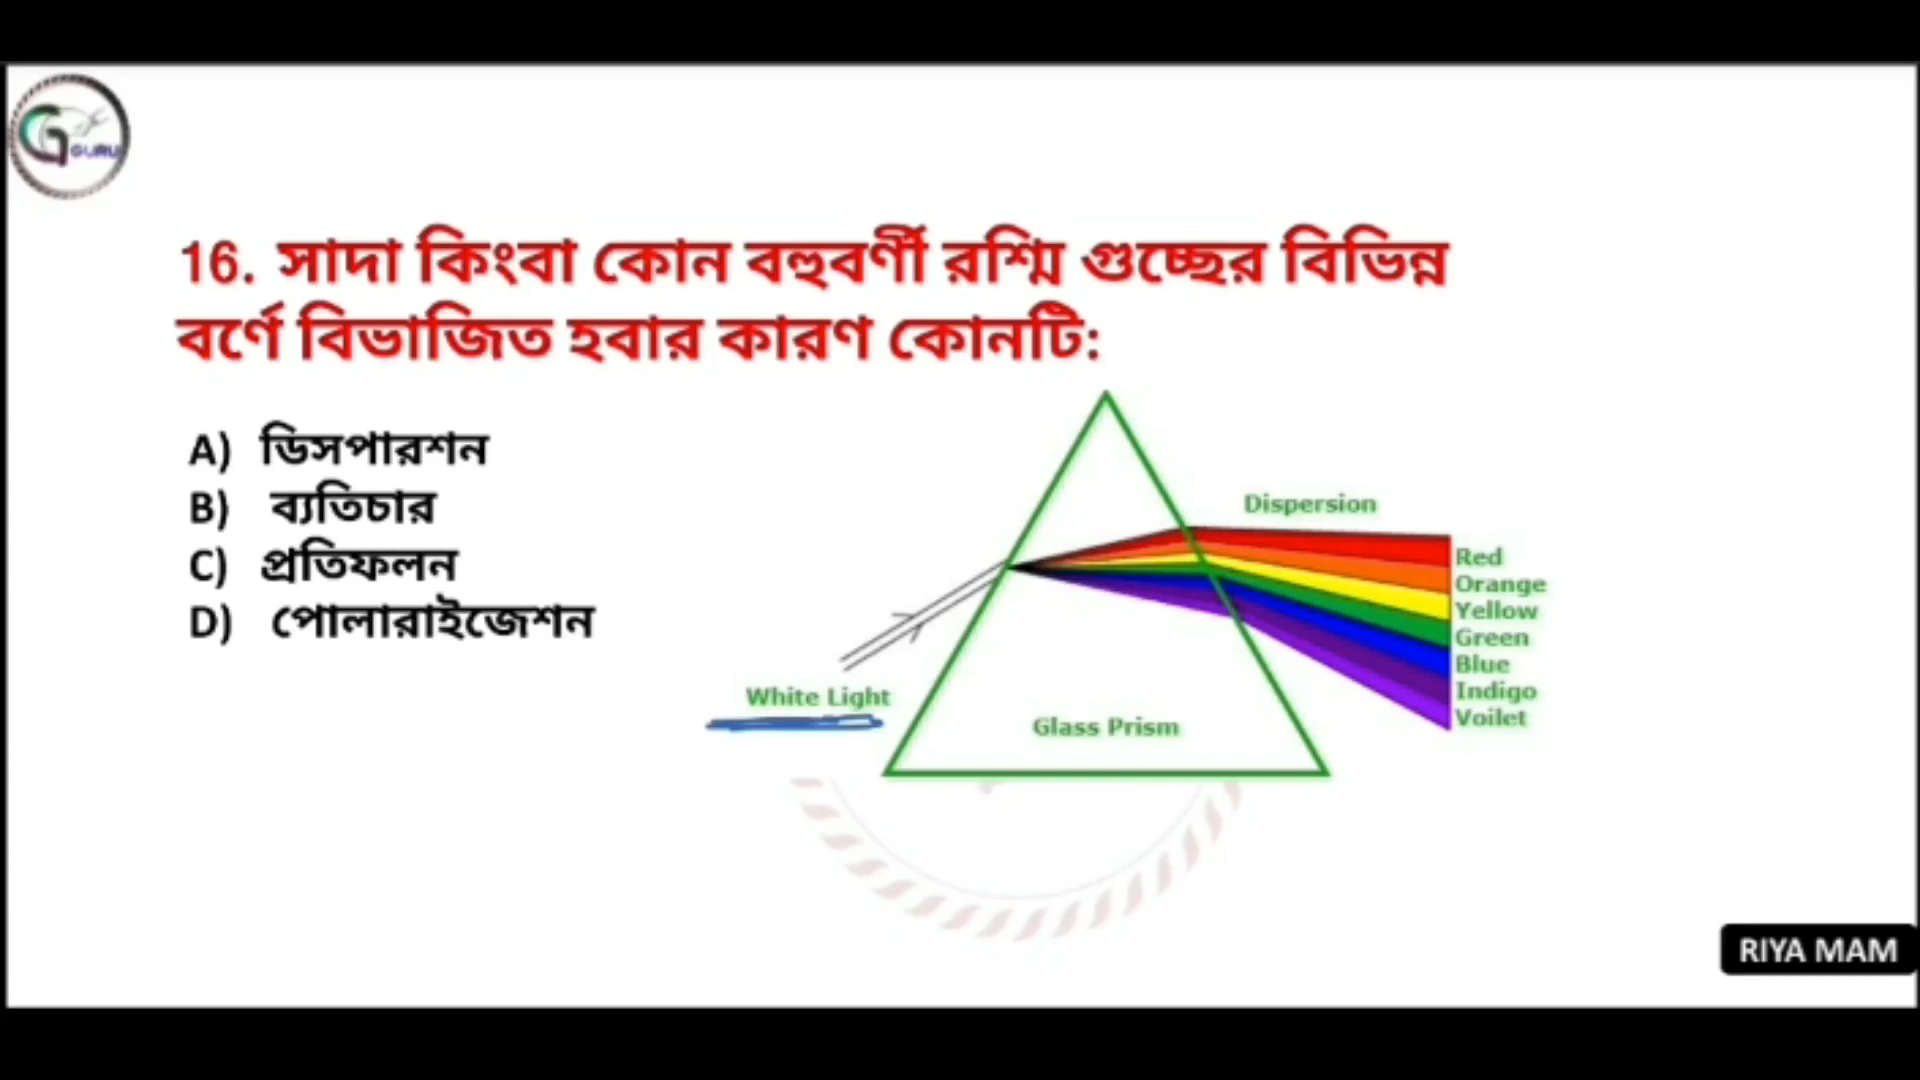 GURU
16. সাদা কিংবা কোন বহুবর্ণী রশ্মি গুচ্ছের বিভিন্ন
বর্ণে বিভাজিত হবার কারণ কোনটি:
A) ডিসপারশন
B) ব্যতিচার
C) প্রতিফলন
D) পোলারাইজেশন
Dispersion
Red
Orange
Yellow
Green
Blue
Indigo
Voilet
White Light
Glass Prism
RIYA MAM